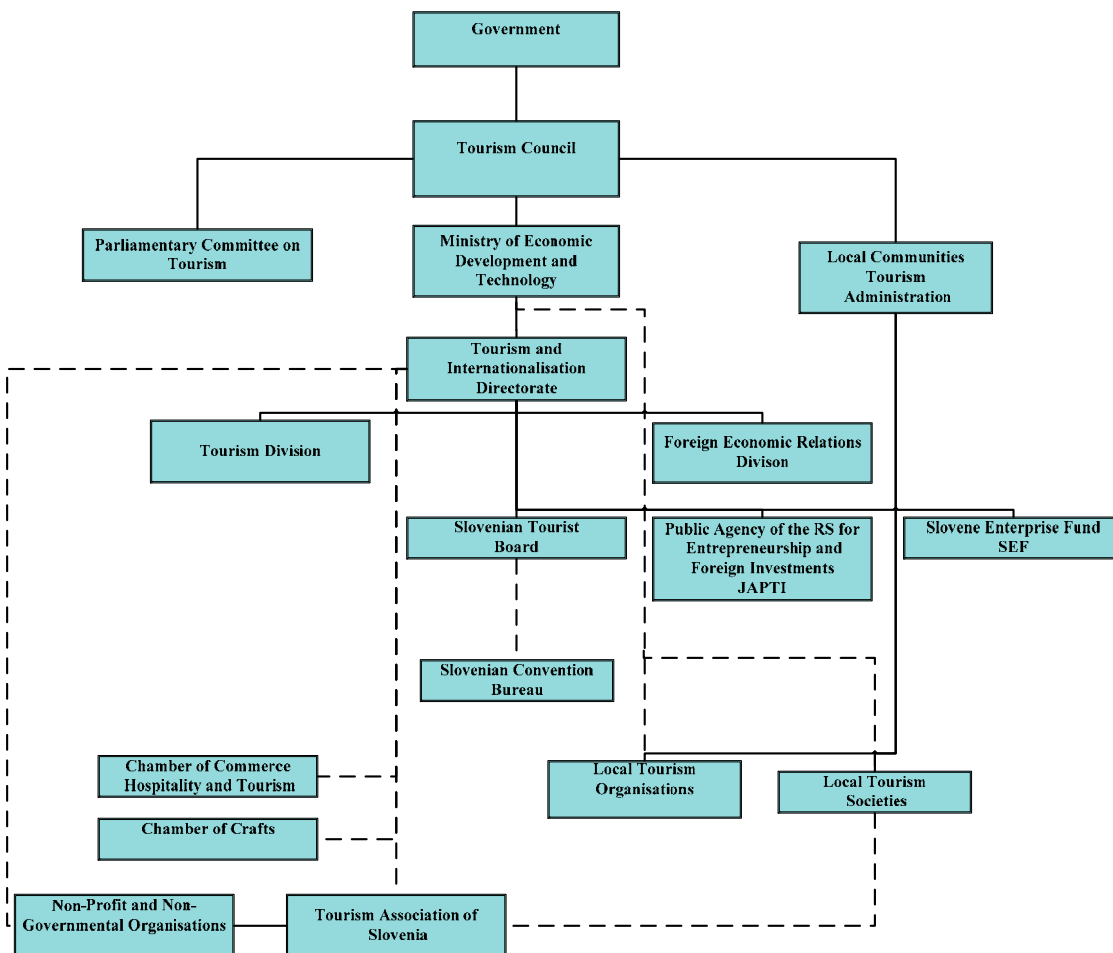 Government
Tourism Council
Parliamentary Committee on
Tourism
Ministry of Economic
Development and
Technology
Local Communities
Tourism
Administration
Tourism and
Internationalisation
Directorate
Tourism Division
Foreign Economic Relations
Divison
Slovenian Tourist
Board
Public Agency of the RS for
Entrepreneurship and
Foreign Investments
JAPTI
Slovene Enterprise Fund
SEF
Slovenian Convention
Bureau
Chamber of Commerce
Hospitality and Tourism
Local Tourism
Organisations
Local Tourism
Societies
Chamber of Crafts
Non-Profit and Non-
Governmental Organisations
Tourism Association of
Slovenia